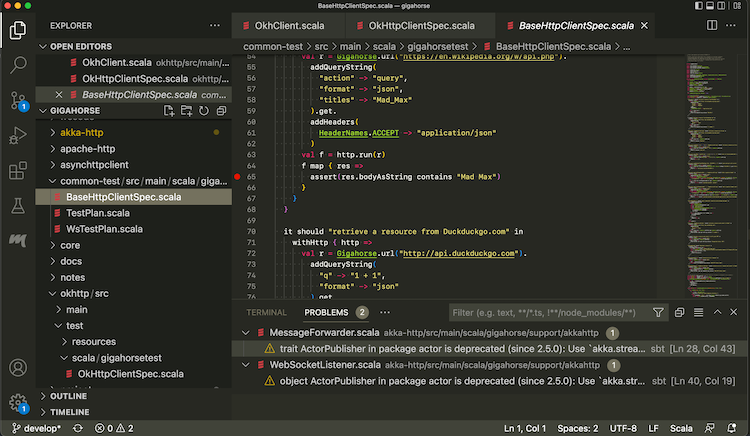 BaseHttpClientSpec.scala — gigahorse
EXPLORER
OkhClient.scala
OkHttpClientSpec.scala
BaseHttpClientSpec.scala
common-test > src > main > scala > gigahorsetest > BaseHttpClientSpec.scala > ...
OPEN EDITORS
OkhClient.scala okhttp/src/main/...
OkHttpClientSpec.scala okhttp/...
BaseHttpClientSpec.scala com...
GIGAHORSE
akka-http
apache-http
asynchttpclient
common-test / src / main / scala / giga...
BaseHttpClientSpec.scala
TestPlan.scala
WsTestPlan.scala
core
docs
notes
okhttp / src
main
test
resources
scala / gigahorsetest
OkHttpClientSpec.scala
OUTLINE
TIMELINE
1
1
54 val r = Gigahorse.url("https://en.wikipedia.org/w/api.php").
55 addQueryString(
56 "action" -> "query",
57 "format" -> "json",
58 "titles" -> "Mad_Max"
59 ).get.
60 addHeaders(
61 HeaderNames.ACCEPT -> "application/json"
62 )
63 val f = http.run(r)
64 f map { res =>
65 assert(res.bodyAsString contains "Mad Max")
66 }
67 }
68 }
69
70 it should "retrieve a resource from Duckduckgo.com" in
71 withHttp { http =>
72 val r = Gigahorse.url("http://api.duckduckgo.com").
73 addQueryString(
74 "q" -> "1 + 1",
75 "format" -> "json"
76 ).get
TERMINAL PROBLEMS 2 ... Filter (e.g. text, **/*.ts, !**/node_modules/**)
MessageForwarder.scala akka-http/src/main/scala/gigahorse/support/akkahttp 1
trait ActorPublisher in package actor is deprecated (since 2.5.0): Use `akka.strea... sbt [Ln 28, Col 43]
WebSocketListener.scala akka-http/src/main/scala/gigahorse/support/akkahttp 1
object ActorPublisher in package actor is deprecated (since 2.5.0): Use `akka.str... sbt [Ln 40, Col 19]
develop* 0 2 Ln 1, Col 1 Spaces: 2 UTF-8 LF Scala